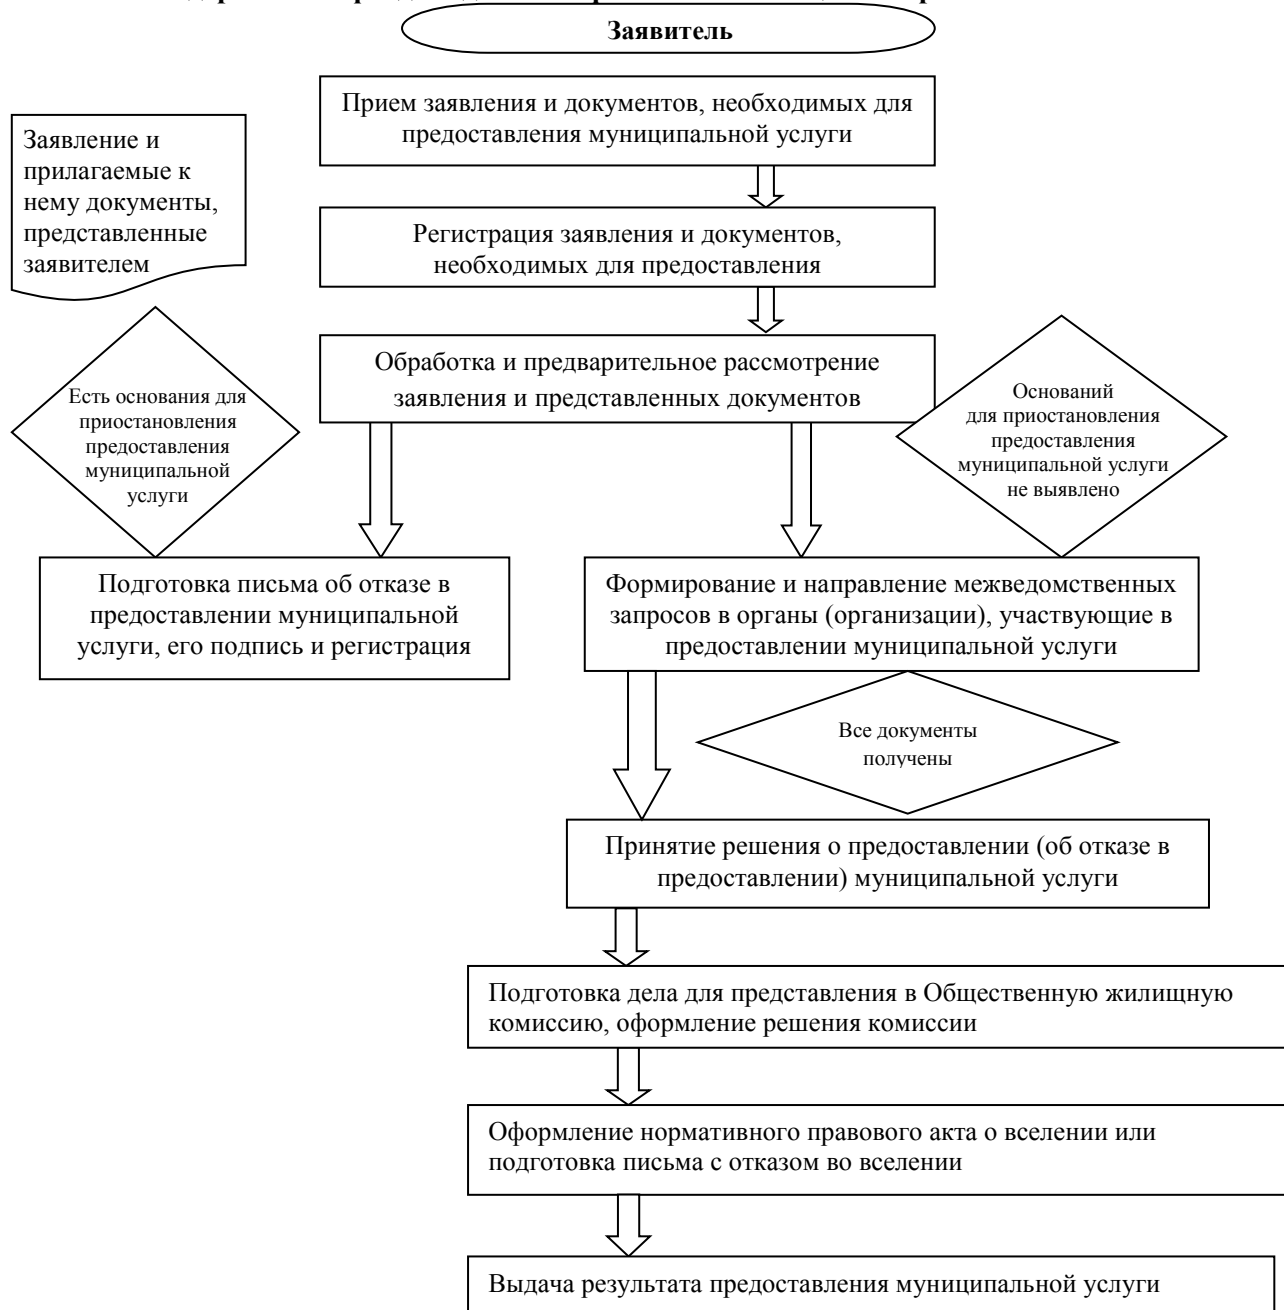 Заявитель
Прием заявления и документов, необходимых для
предоставления муниципальной услуги
Заявление и
прилагаемые к
нему документы,
представленные
заявителем
Регистрация заявления и документов,
необходимых для предоставления
Обработка и предварительное рассмотрение
заявления и представленных документов
Есть основания для
приостановления
предоставления
муниципальной
услуги
Оснований
для приостановления
предоставления
муниципальной услуги
не выявлено
Подготовка письма об отказе в
предоставлении муниципальной
услуги, его подпись и регистрация
Формирование и направление межведомственных
запросов в органы (организации), участвующие в
предоставлении муниципальной услуги
Все документы
получены
Принятие решения о предоставлении (об отказе в
предоставлении) муниципальной услуги
Подготовка дела для представления в Общественную жилищную
комиссию, оформление решения комиссии
Оформление нормативного правового акта о вселении или
подготовка письма с отказом во вселении
Выдача результата предоставления муниципальной услуги